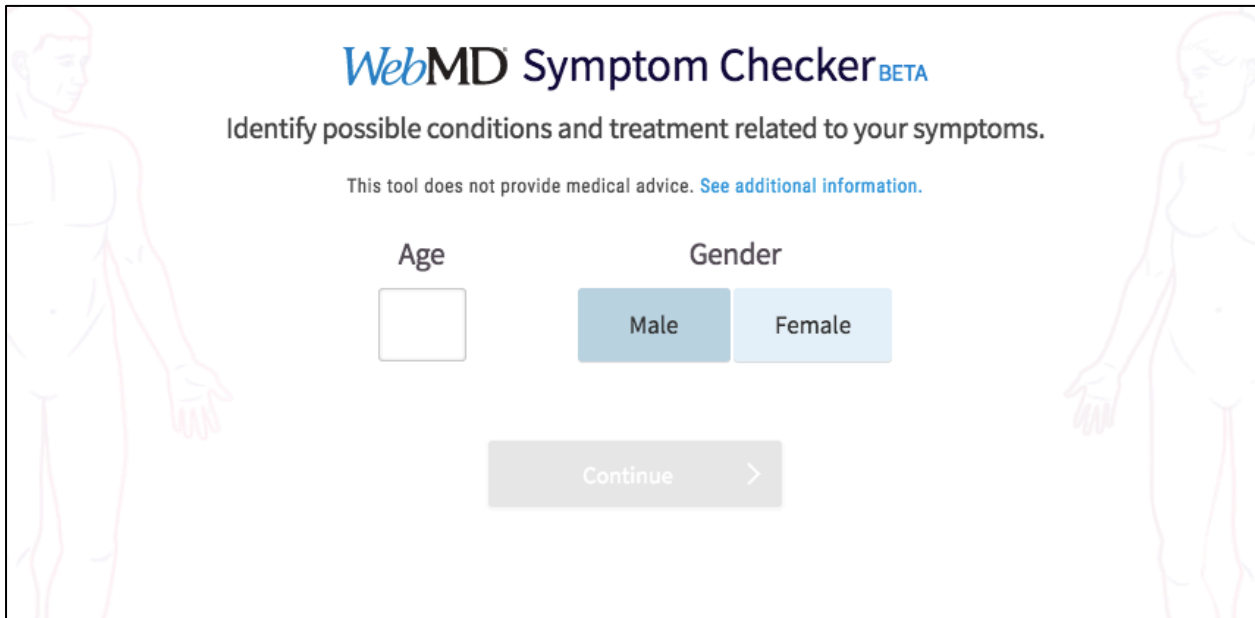 WebMD Symptom Checker BETA
Identify possible conditions and treatment related to your symptoms.
This tool does not provide medical advice. See additional information.
Age Gender
Male Female
Continue